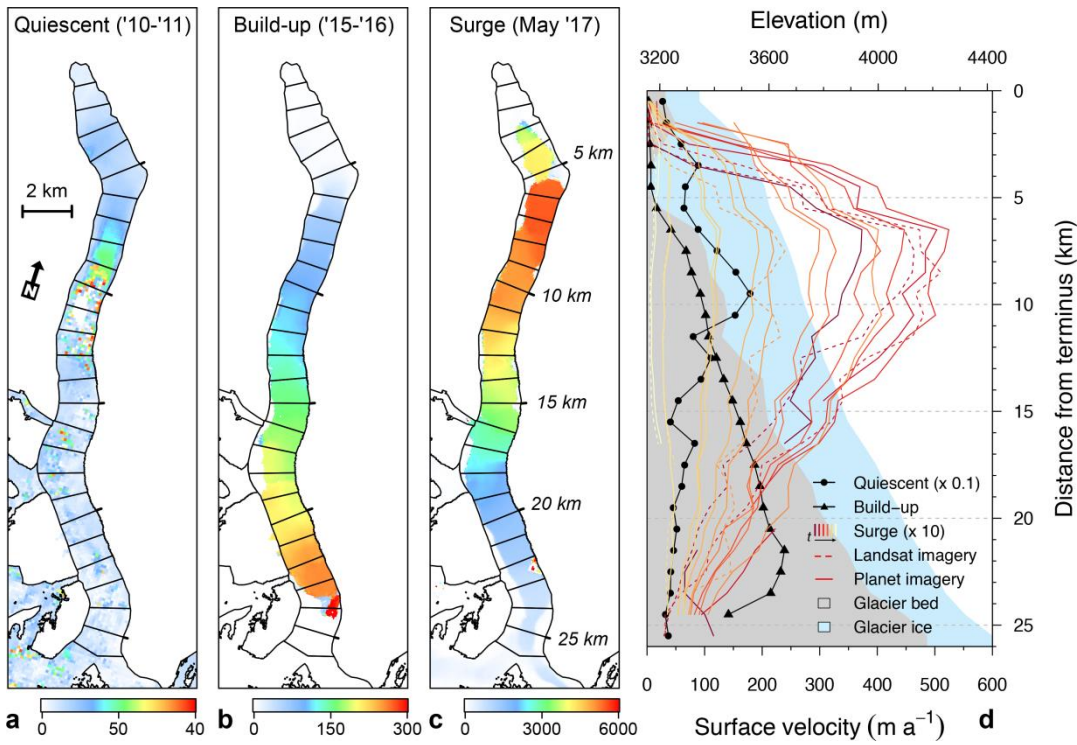 Quiescent ('10-'11)
Build-up ('15-'16)
Surge (May '17)
2 km
N
5 km
10 km
15 km
20 km
25 km
a
0 50 40
b
0 150 300
c
0 3000 6000
Elevation (m)
3200 3600 4000 4400
0
5
10
15
20
25
Distance from terminus (km)
Quiescent (x 0.1)
Build-up
t Surge (x 10)
Landsat imagery
Planet imagery
Glacier bed
Glacier ice
0 100 200 300 400 500 600
Surface velocity (m a⁻¹)
d